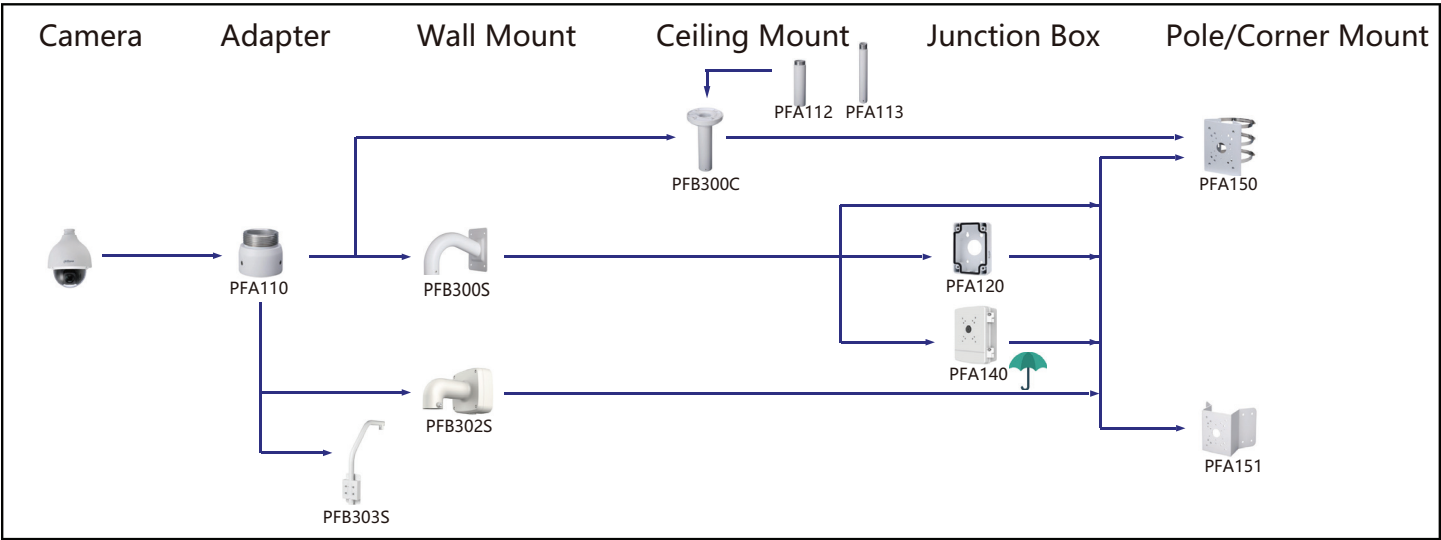 Camera
Adapter
Wall Mount
Ceiling Mount
Junction Box
Pole/Corner Mount
PFA112
PFA113
PFB300C
PFA150
PFA110
PFB300S
PFA120
PFA140
PFB302S
PFA151
PFB303S